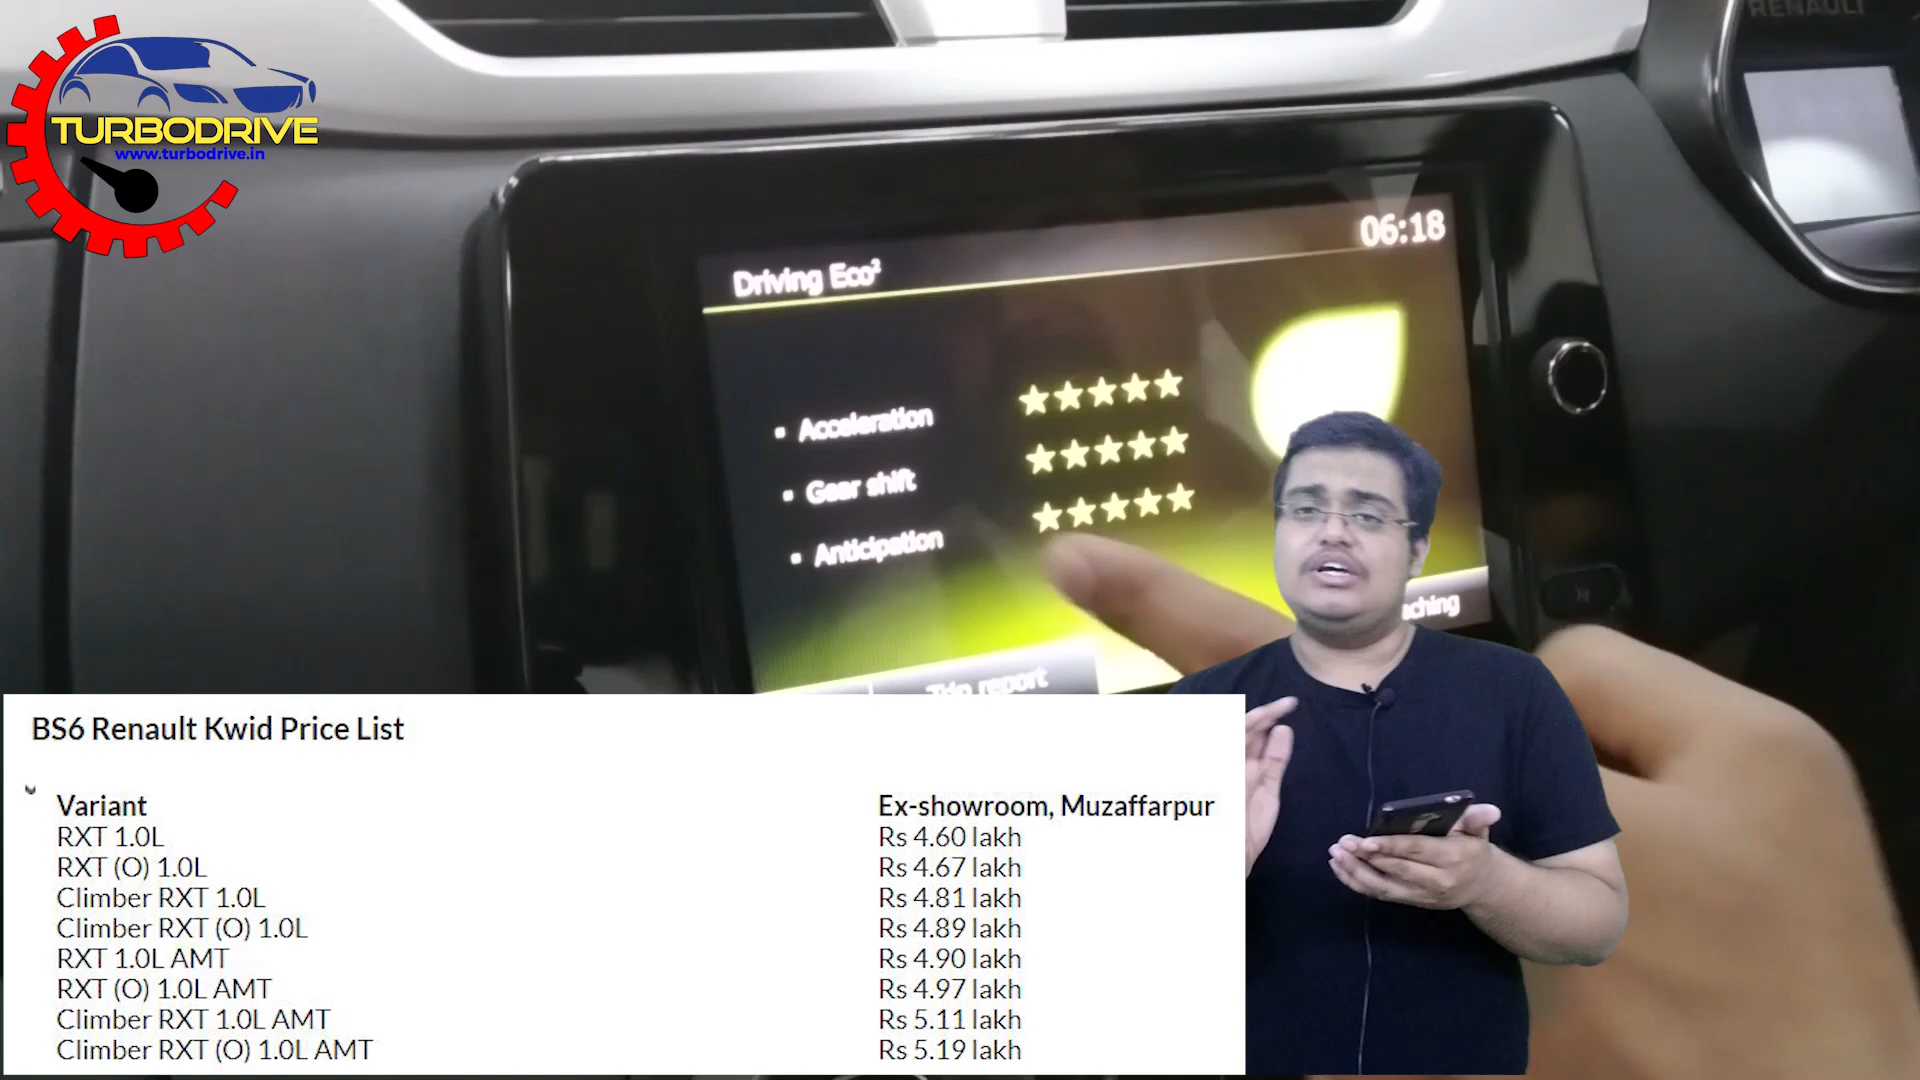 RENAULT
TURBODRIVE
www.turbodrive.in
06:18
Driving Eco²
Acceleration
Gear shift
Anticipation
Trip report
BS6 Renault Kwid Price List
Variant Ex-showroom, Muzaffarpur
RXT 1.0L Rs 4.60 lakh
RXT (O) 1.0L Rs 4.67 lakh
Climber RXT 1.0L Rs 4.81 lakh
Climber RXT (O) 1.0L Rs 4.89 lakh
RXT 1.0L AMT Rs 4.90 lakh
RXT (O) 1.0L AMT Rs 4.97 lakh
Climber RXT 1.0L AMT Rs 5.11 lakh
Climber RXT (O) 1.0L AMT Rs 5.19 lakh